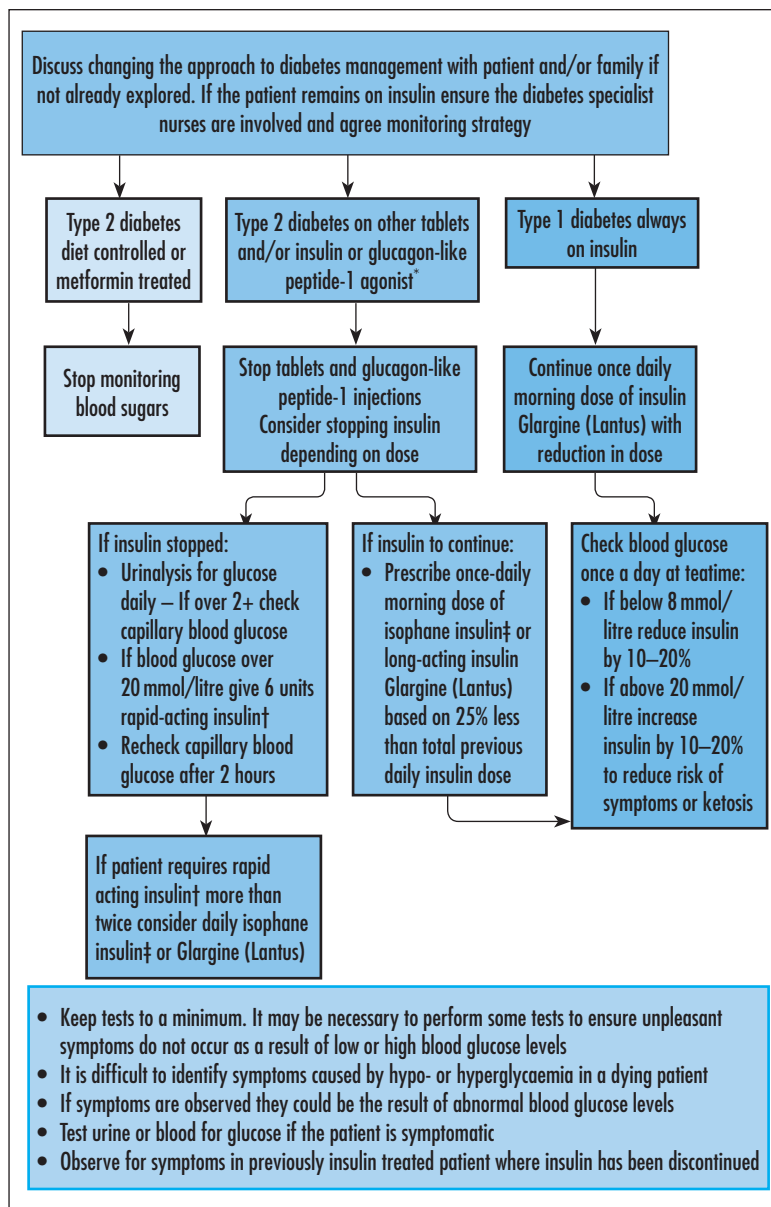 Discuss changing the approach to diabetes management with patient and/or family if
not already explored. If the patient remains on insulin ensure the diabetes specialist
nurses are involved and agree monitoring strategy
Type 2 diabetes
diet controlled or
metformin treated
Type 2 diabetes on other tablets
and/or insulin or glucagon-like
peptide-1 agonist*
Type 1 diabetes always
on insulin
Stop monitoring
blood sugars
Stop tablets and glucagon-like
peptide-1 injections
Consider stopping insulin
depending on dose
Continue once daily
morning dose of insulin
Glargine (Lantus) with
reduction in dose
If insulin stopped:
• Urinalysis for glucose
daily – If over 2+ check
capillary blood glucose
• If blood glucose over
20 mmol/litre give 6 units
rapid-acting insulin†
• Recheck capillary blood
glucose after 2 hours
If insulin to continue:
• Prescribe once-daily
morning dose of
isophane insulin‡ or
long-acting insulin
Glargine (Lantus)
based on 25% less
than total previous
daily insulin dose
Check blood glucose
once a day at teatime:
• If below 8 mmol/
litre reduce insulin
by 10–20%
• If above 20 mmol/
litre increase
insulin by 10–20%
to reduce risk of
symptoms or ketosis
If patient requires rapid
acting insulin† more than
twice consider daily isophane
insulin‡ or Glargine (Lantus)
• Keep tests to a minimum. It may be necessary to perform some tests to ensure unpleasant
symptoms do not occur as a result of low or high blood glucose levels
• It is difficult to identify symptoms caused by hypo- or hyperglycaemia in a dying patient
• If symptoms are observed they could be the result of abnormal blood glucose levels
• Test urine or blood for glucose if the patient is symptomatic
• Observe for symptoms in previously insulin treated patient where insulin has been discontinued